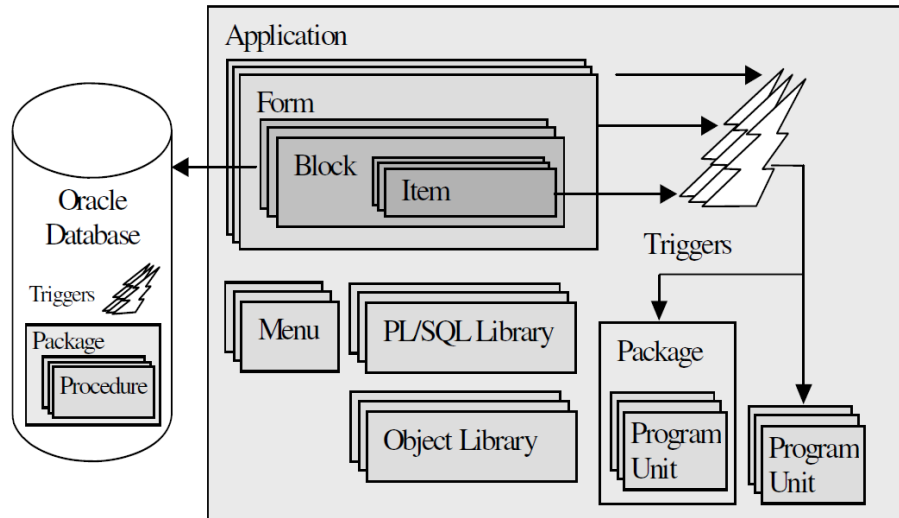 Application
Form
Block
Item
Oracle
Database
Triggers
Package
Procedure
Triggers
Menu
PL/SQL Library
Object Library
Package
Program
Unit
Program
Unit